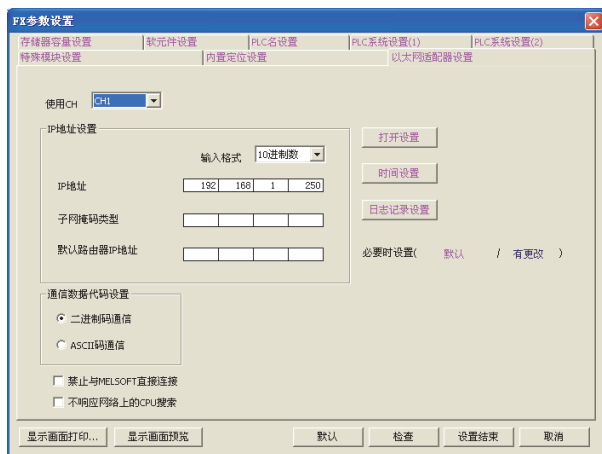 FX参数设置
存储器容量设置 软元件设置 PLC名设置 PLC系统设置(1) PLC系统设置(2)
特殊模块设置 内置定位设置 以太网适配器设置
使用CH CH1
IP地址设置
打开设置
输入格式 10进制数
时间设置
IP地址 192 168 1 250
日志记录设置
子网掩码类型
默认路由器IP地址
必要时设置( 默认 / 有更改 )
通信数据代码设置
二进制码通信
ASCII码通信
禁止与MELSOFT直接连接
不响应网络上的CPU搜索
显示画面打印... 显示画面预览 默认 检查 设置结束 取消